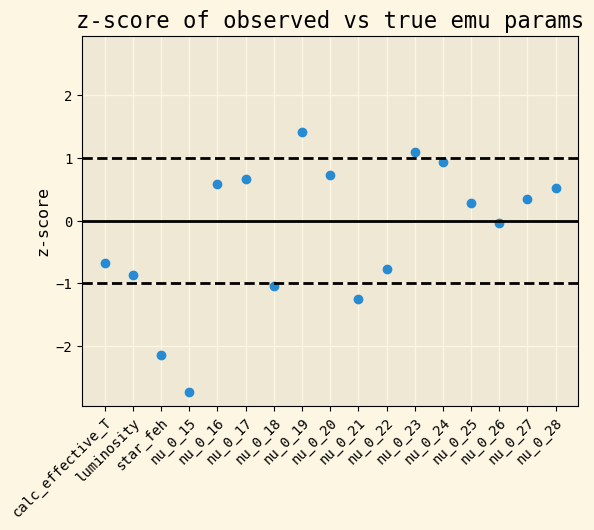 z-score of observed vs true emu params
z-score
2
1
0
−1
−2
calc_effective_T
luminosity
star_feh
nu_0_15
nu_0_16
nu_0_17
nu_0_18
nu_0_19
nu_0_20
nu_0_21
nu_0_22
nu_0_23
nu_0_24
nu_0_25
nu_0_26
nu_0_27
nu_0_28